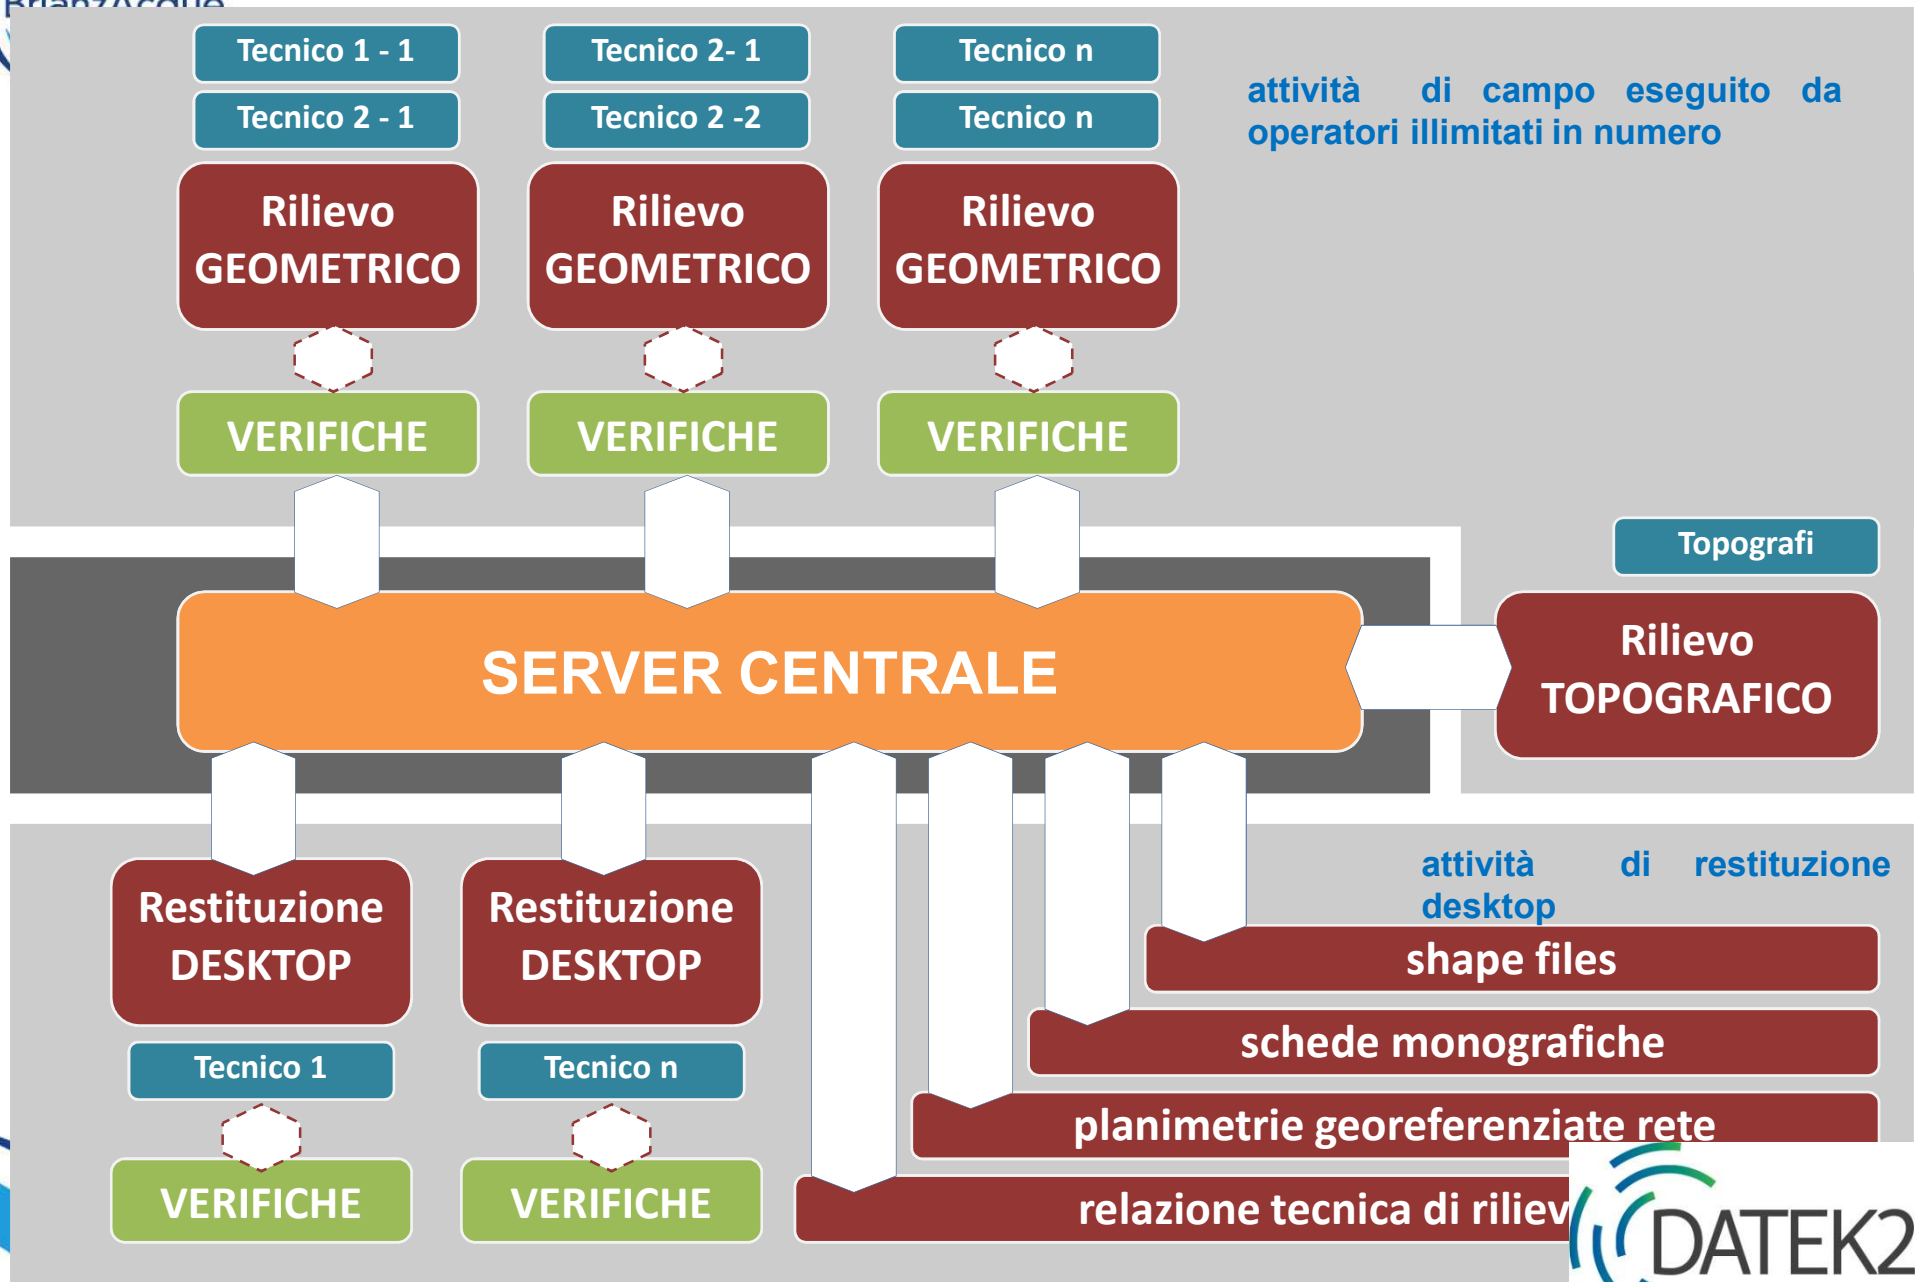 BrianzAcque
Tecnico 1 - 1
Tecnico 2- 1
Tecnico n
Tecnico 2 - 1
Tecnico 2 -2
Tecnico n
attività di campo eseguito da
operatori illimitati in numero
Rilievo
GEOMETRICO
Rilievo
GEOMETRICO
Rilievo
GEOMETRICO
VERIFICHE
VERIFICHE
VERIFICHE
Topografi
SERVER CENTRALE
Rilievo
TOPOGRAFICO
Restituzione
DESKTOP
Restituzione
DESKTOP
attività di restituzione
desktop
shape files
schede monografiche
Tecnico 1
Tecnico n
planimetrie georeferenziate rete
VERIFICHE
VERIFICHE
relazione tecnica di riliev
DATEK2